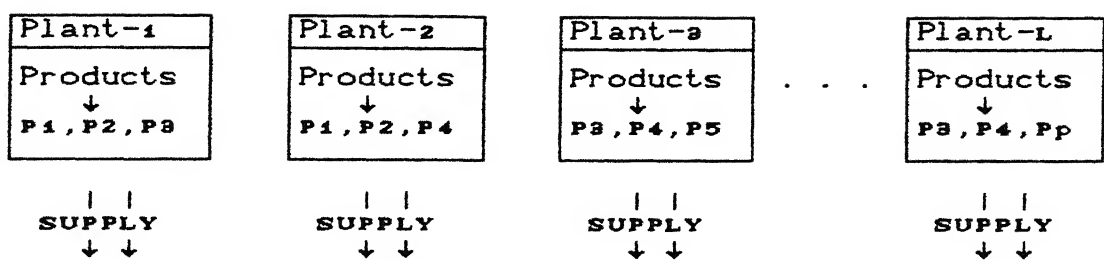 Plant-1 Plant-2 Plant-3 Plant-L
Products Products Products . . . Products
↓ ↓ ↓ ↓
P1,P2,P3 P1,P2,P4 P3,P4,P5 P3,P4,Pp
SUPPLY SUPPLY SUPPLY SUPPLY
↓ ↓ ↓ ↓ ↓ ↓ ↓ ↓